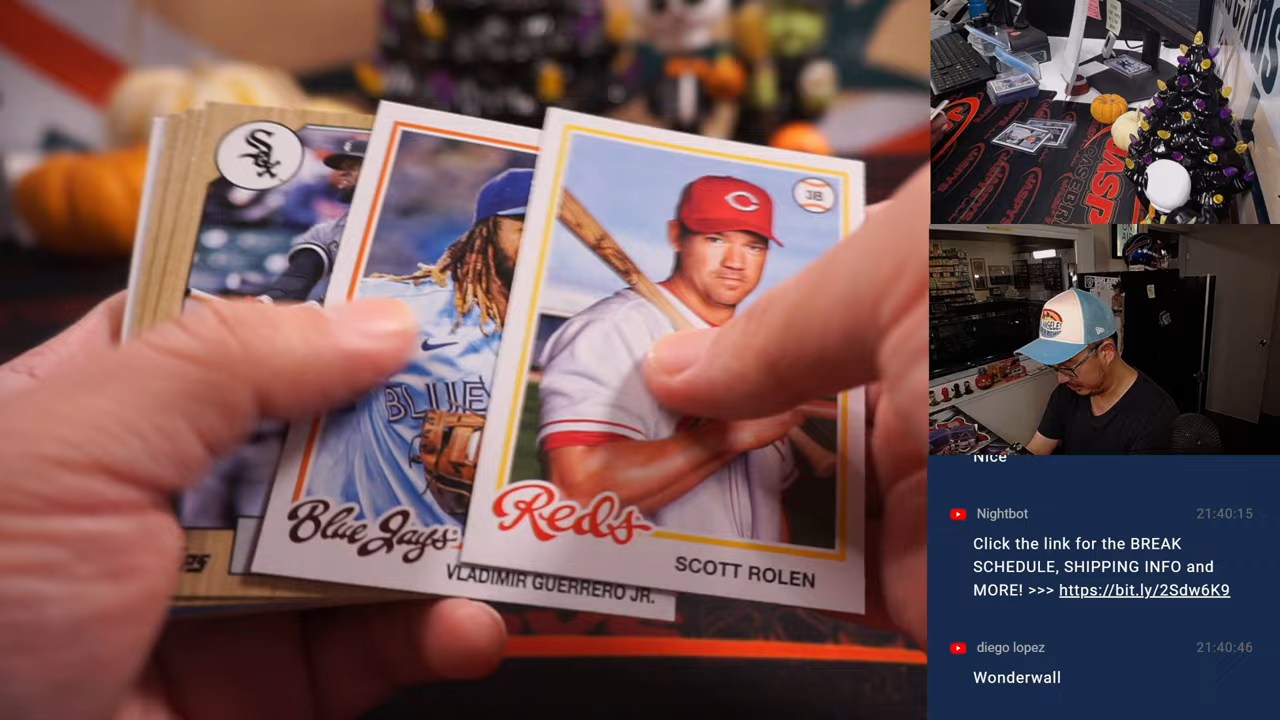 3B
BLUE
Blue Jays
VLADIMIR GUERRERO JR.
Reds
SCOTT ROLEN
Nice
Nightbot 21:40:15
Click the link for the BREAK
SCHEDULE, SHIPPING INFO and
MORE! >>> https://bit.ly/2Sdw6K9
diego lopez 21:40:46
Wonderwall